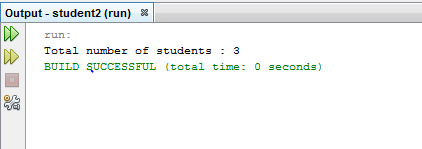 Output - student2 (run)
run:
Total number of students : 3
BUILD SUCCESSFUL (total time: 0 seconds)